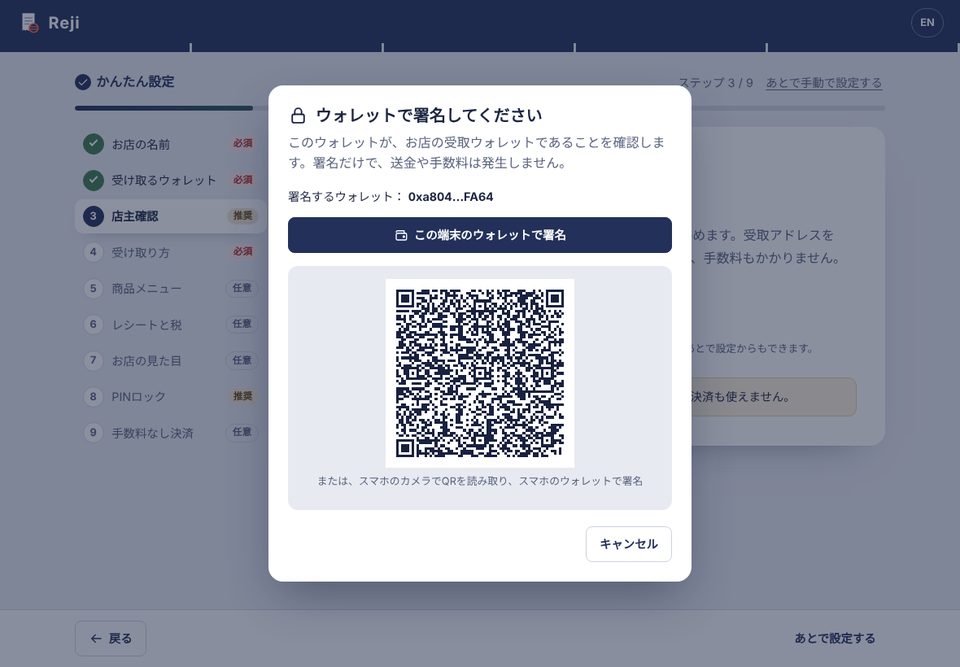 Reji
EN
かんたん設定
ステップ 3 / 9 あとで手動で設定する
お店の名前 必須
受け取るウォレット 必須
3 店主確認 推奨
4 受け取り方 必須
5 商品メニュー 任意
6 レシートと税 任意
7 お店の見た目 任意
8 PINロック 推奨
9 手数料なし決済 任意
ウォレットで署名してください
このウォレットが、お店の受取ウォレットであることを確認しま
す。署名だけで、送金や手数料は発生しません。
署名するウォレット： 0xa804…FA64
この端末のウォレットで署名
または、スマホのカメラでQRを読み取り、スマホのウォレットで署名
キャンセル
めます。受取アドレスを
、手数料もかかりません。
あとで設定からもできます。
決済も使えません。
← 戻る
あとで設定する